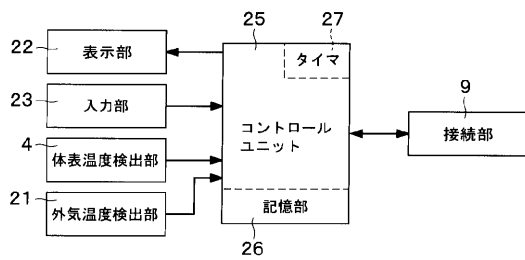 25
27
22
表示部
タイマ
23
入力部
9
コントロール
ユニット
接続部
4
体表温度検出部
21
外気温度検出部
記憶部
26